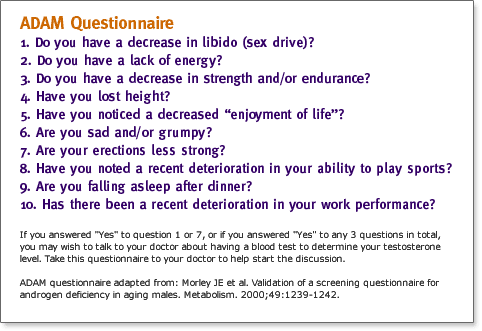 ADAM Questionnaire
1. Do you have a decrease in libido (sex drive)?
2. Do you have a lack of energy?
3. Do you have a decrease in strength and/or endurance?
4. Have you lost height?
5. Have you noticed a decreased “enjoyment of life”?
6. Are you sad and/or grumpy?
7. Are your erections less strong?
8. Have you noted a recent deterioration in your ability to play sports?
9. Are you falling asleep after dinner?
10. Has there been a recent deterioration in your work performance?
If you answered "Yes" to question 1 or 7, or if you answered "Yes" to any 3 questions in total,
you may wish to talk to your doctor about having a blood test to determine your testosterone
level. Take this questionnaire to your doctor to help start the discussion.
ADAM questionnaire adapted from: Morley JE et al. Validation of a screening questionnaire for
androgen deficiency in aging males. Metabolism. 2000;49:1239-1242.